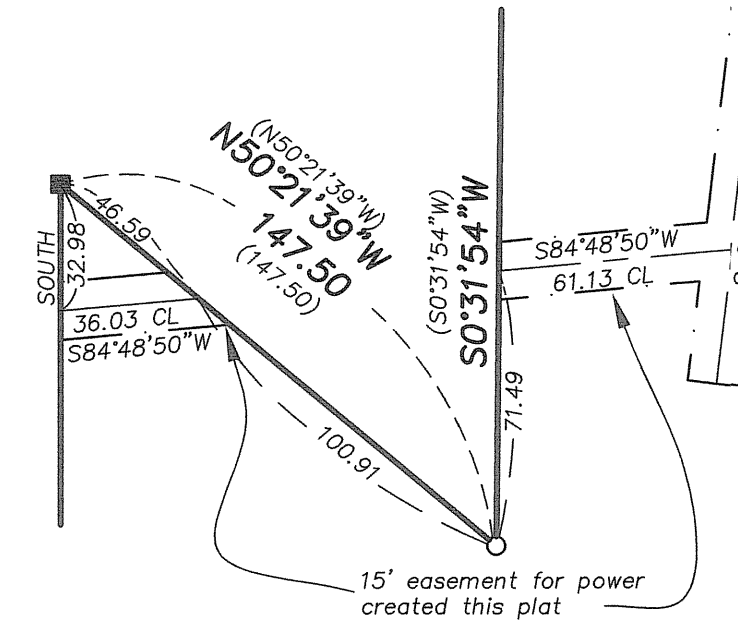 (N50°21'39"W)
N50°21'39"W
147.50
(147.50)
46.59
SOUTH
32.98
36.03 CL
S84°48'50"W
100.91
(S0°31'54"W)
S0°31'54"W
S84°48'50"W
61.13 CL
71.49
15' easement for power
created this plat